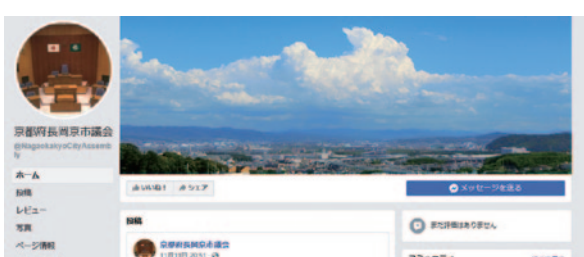 京都府長岡京市議会
@NagaokakyoCityAssemb
ly
ホーム
投稿
レビュー
写真
ページ情報
いいね!
シェア
メッセージを送る
投稿
まだ評価はありません
京都府長岡京市議会